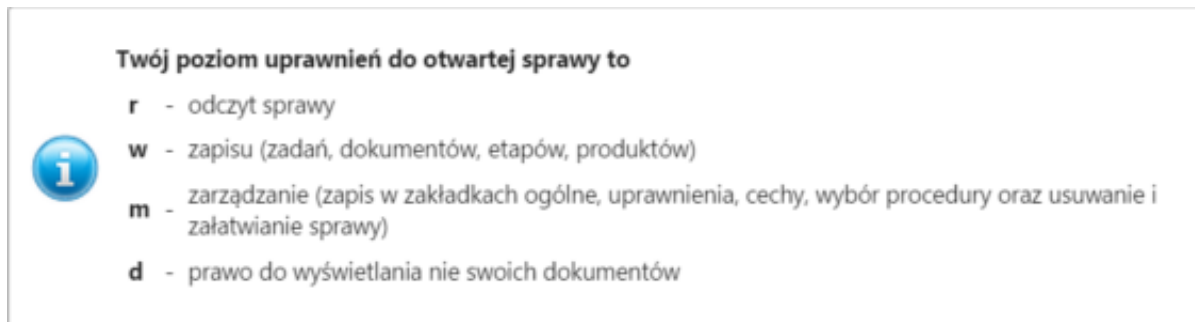 Twój poziom uprawnień do otwartej sprawy to
r - odczyt sprawy
w - zapisu (zadań, dokumentów, etapów, produktów)
m - zarządzanie (zapis w zakładkach ogólne, uprawnienia, cechy, wybór procedury oraz usuwanie i
załatwianie sprawy)
d - prawo do wyświetlania nie swoich dokumentów